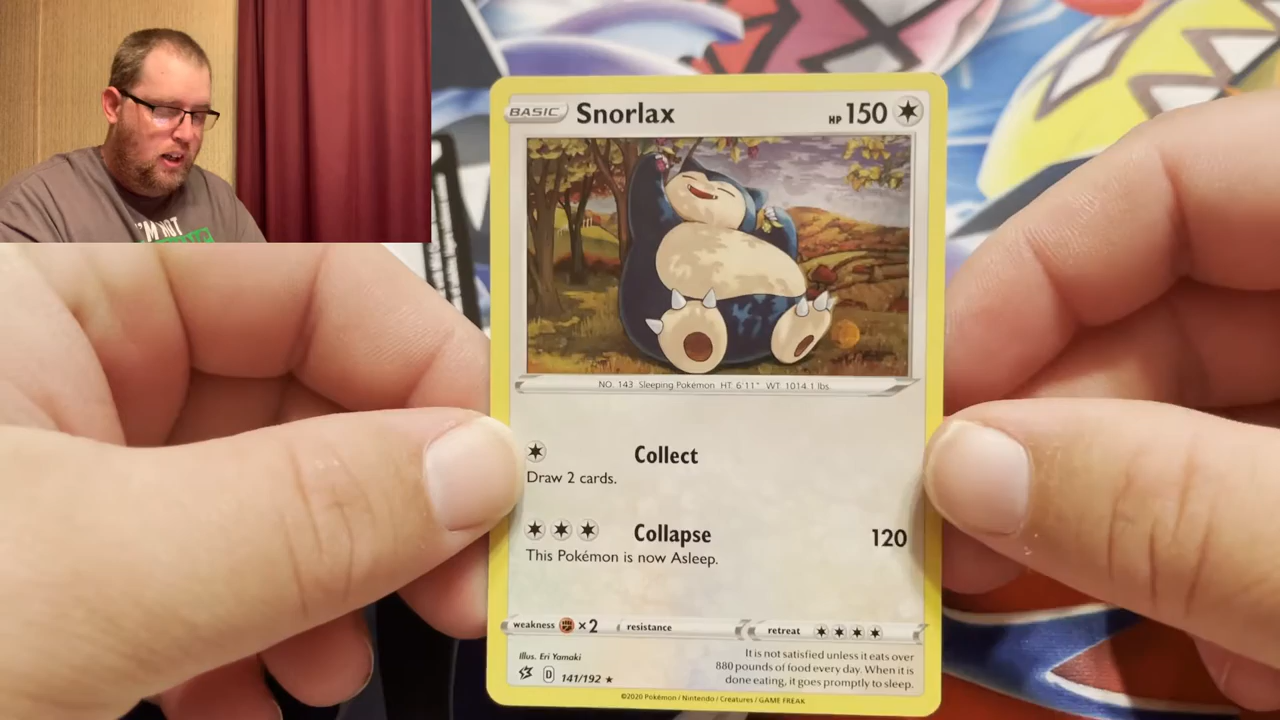 I'M NOT
BASIC Snorlax HP 150
NO. 143 Sleeping Pokémon HT: 6'11" WT: 1014.1 lbs.
Collect
Draw 2 cards.
Collapse 120
This Pokémon is now Asleep.
weakness ×2 resistance retreat
Illus. Eri Yamaki
D 141/192 ★
It is not satisfied unless it eats over
880 pounds of food every day. When it is
done eating, it goes promptly to sleep.
©2020 Pokémon / Nintendo / Creatures / GAME FREAK